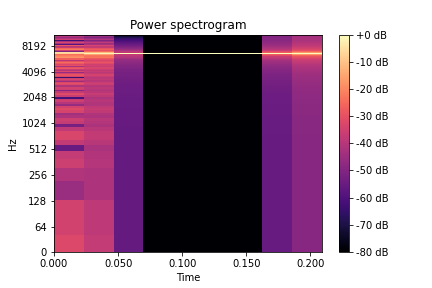 Power spectrogram
8192
4096
2048
1024
512
256
128
64
0
Hz
0.000 0.050 0.100 0.150 0.200
Time
+0 dB
-10 dB
-20 dB
-30 dB
-40 dB
-50 dB
-60 dB
-70 dB
-80 dB